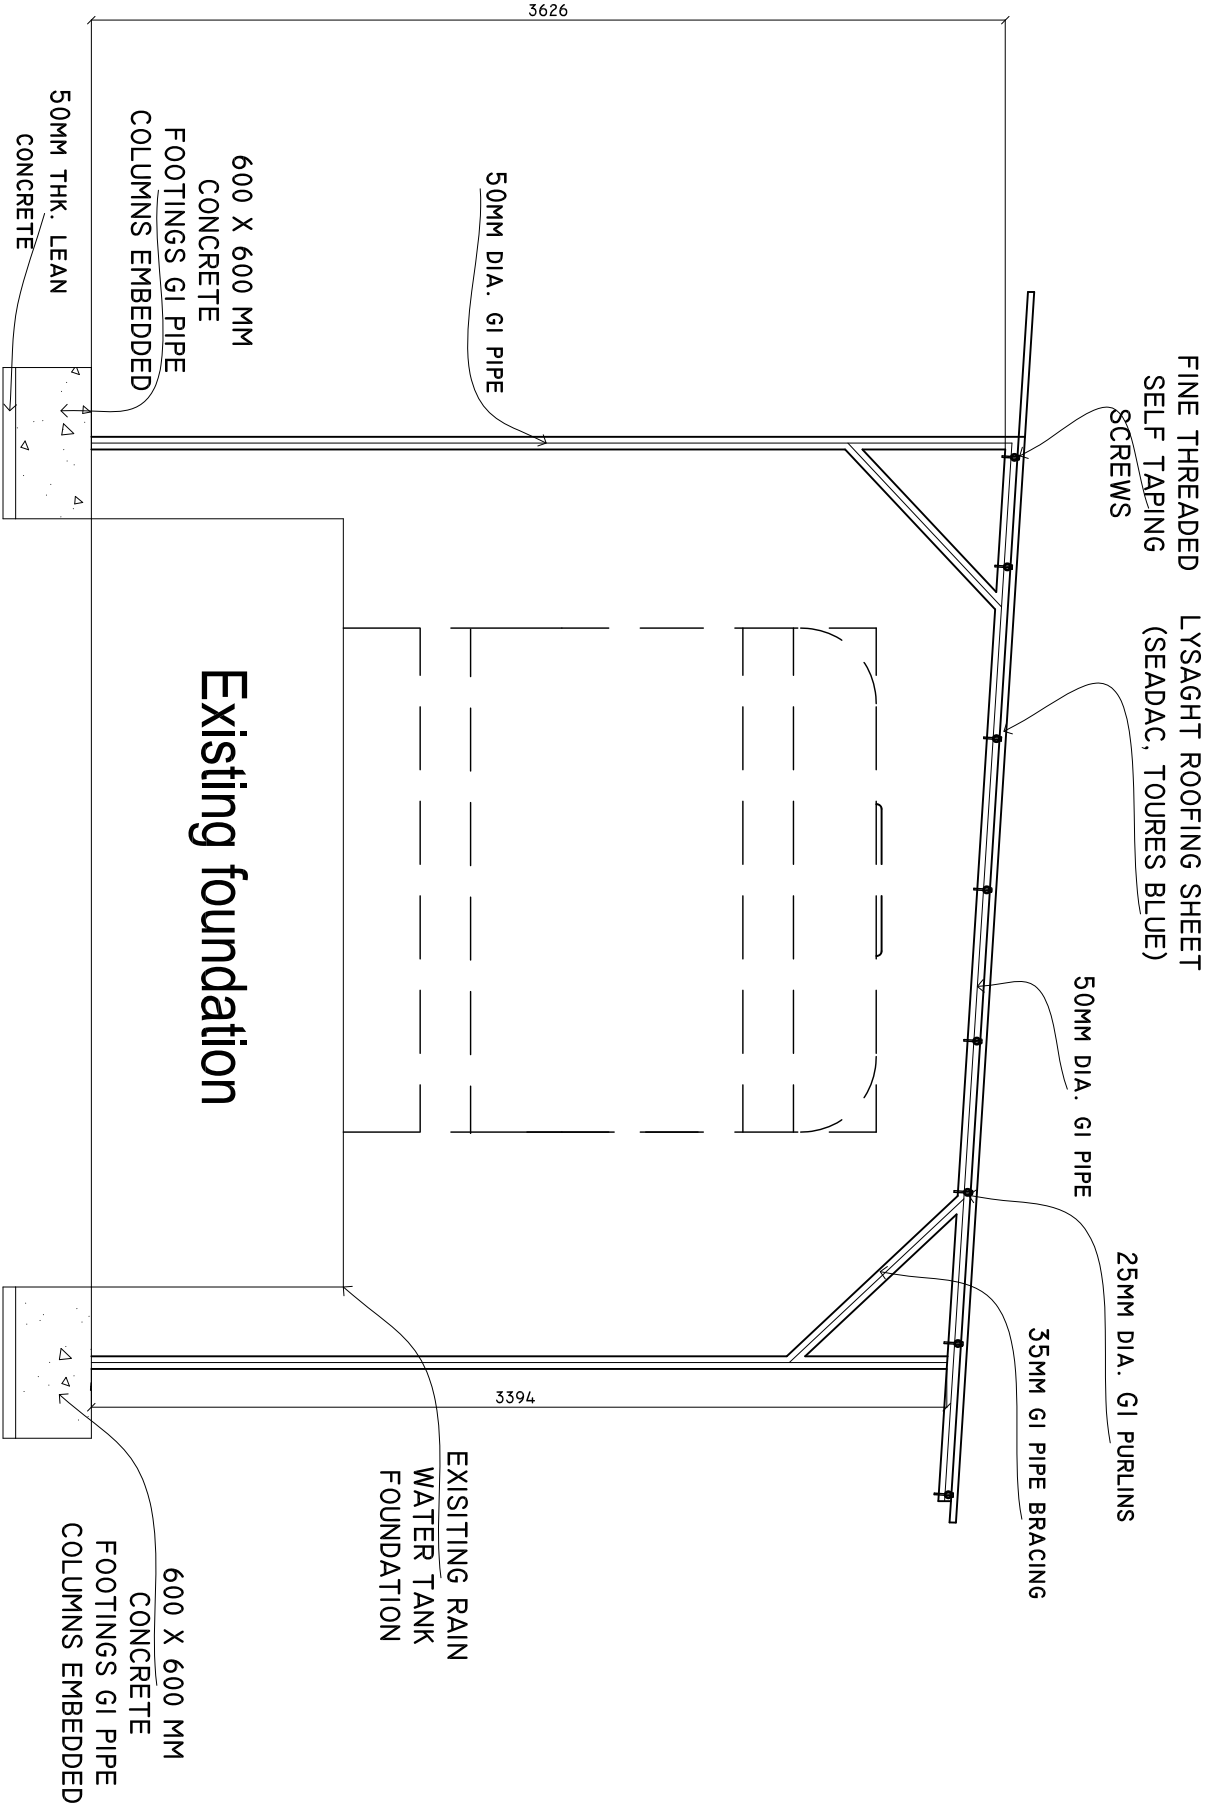 FINE THREADED
SELF TAPING
SCREWS
LYSAGHT ROOFING SHEET
(SEADAC, TOURES BLUE)
50MM DIA. GI PIPE
25MM DIA. GI PURLINS
35MM GI PIPE BRACING
3626
50MM DIA. GI PIPE
600 X 600 MM
CONCRETE
FOOTINGS GI PIPE
COLUMNS EMBEDDED
50MM THK. LEAN
CONCRETE
Existing foundation
3394
EXISITING RAIN
WATER TANK
FOUNDATION
600 X 600 MM
CONCRETE
FOOTINGS GI PIPE
COLUMNS EMBEDDED